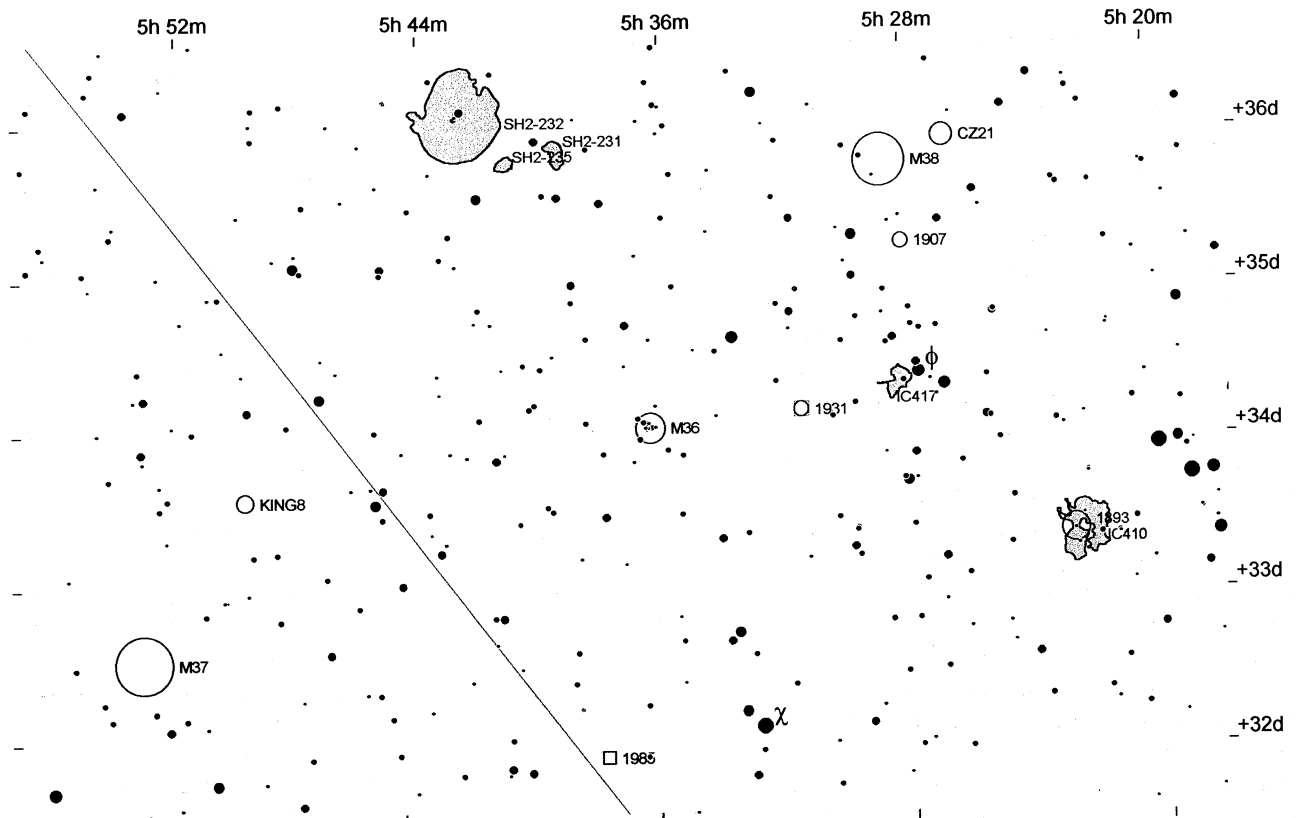 5h 52m
5h 44m
5h 36m
5h 28m
5h 20m
+36d
SH2-232
SH2-231
SH2-235
CZ21
M38
1907
+35d
ϕ
IC417
1931
M36
+34d
KING8
1893
IC410
+33d
M37
χ
+32d
1985